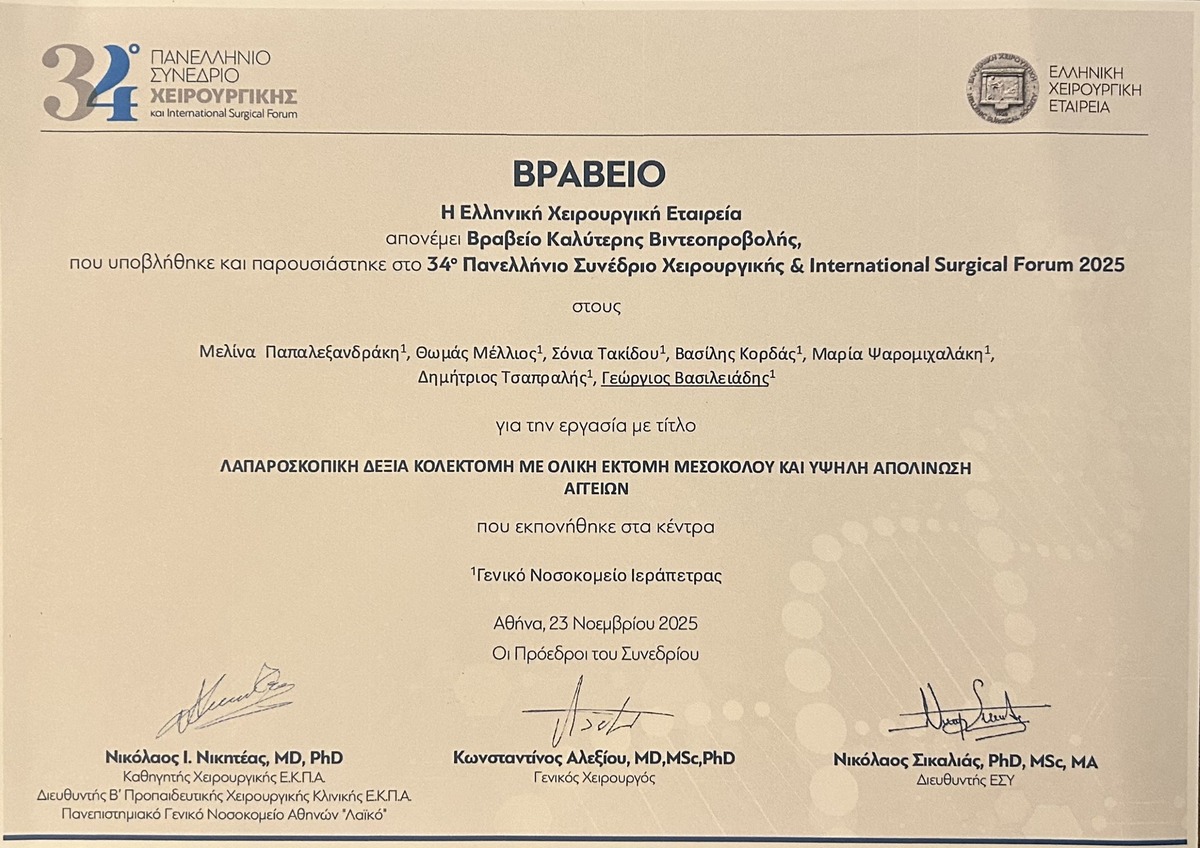 34º ΠΑΝΕΛΛΗΝΙΟ
ΣΥΝΕΔΡΙΟ
ΧΕΙΡΟΥΡΓΙΚΗΣ
και International Surgical Forum
ΕΛΛΗΝΙΚΗ
ΧΕΙΡΟΥΡΓΙΚΗ
ΕΤΑΙΡΕΙΑ
ΒΡΑΒΕΙΟ
Η Ελληνική Χειρουργική Εταιρεία
απονέμει Βραβείο Καλύτερης Βιντεοπροβολής,
που υποβλήθηκε και παρουσιάστηκε στο 34º Πανελλήνιο Συνέδριο Χειρουργικής & International Surgical Forum 2025
στους
Μελίνα Παπαλεξανδράκη¹, Θωμάς Μέλλιος¹, Σόνια Τακίδου¹, Βασίλης Κορδάς¹, Μαρία Ψαρομιχαλάκη¹,
Δημήτριος Τσαπραλής¹, Γεώργιος Βασιλειάδης¹
για την εργασία με τίτλο
ΛΑΠΑΡΟΣΚΟΠΙΚΗ ΔΕΞΙΑ ΚΟΛΕΚΤΟΜΗ ΜΕ ΟΛΙΚΗ ΕΚΤΟΜΗ ΜΕΣΟΚΟΛΟΥ ΚΑΙ ΥΨΗΛΗ ΑΠΟΛΙΝΩΣΗ
ΑΓΓΕΙΩΝ
που εκπονήθηκε στα κέντρα
¹Γενικό Νοσοκομείο Ιεράπετρας
Αθήνα, 23 Νοεμβρίου 2025
Οι Πρόεδροι του Συνεδρίου
Νικόλαος Ι. Νικητέας, MD, PhD
Καθηγητής Χειρουργικής Ε.Κ.Π.Α.
Διευθυντής Β' Προπαιδευτικής Χειρουργικής Κλινικής Ε.Κ.Π.Α.
Πανεπιστημιακό Γενικό Νοσοκομείο Αθηνών "Λαϊκό"
Κωνσταντίνος Αλεξίου, MD,MSc,PhD
Γενικός Χειρουργός
Νικόλαος Σικαλιάς, PhD, MSc, MA
Διευθυντής ΕΣΥ